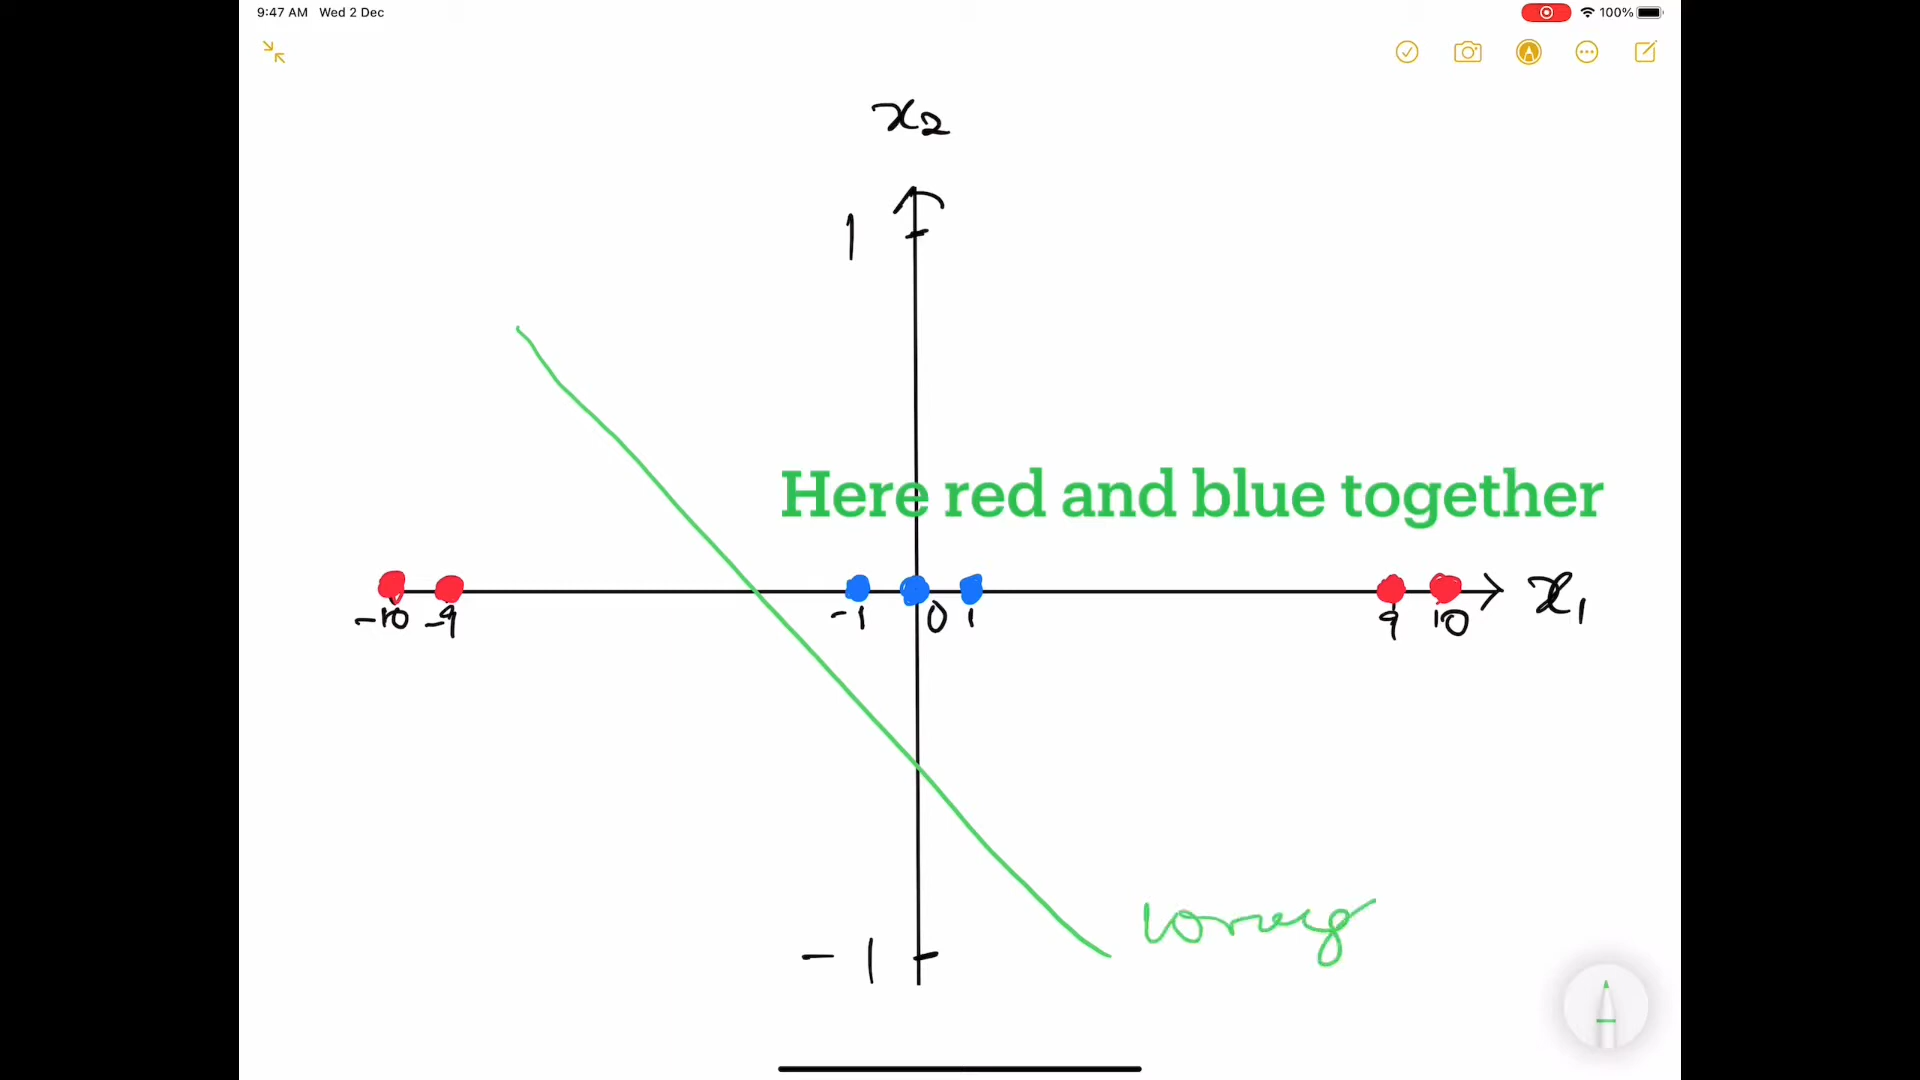 9:47 AM Wed 2 Dec
100%
x₂
1
Here red and blue together
-10 -9 -1 0 1 9 10 x₁
wrong
-1